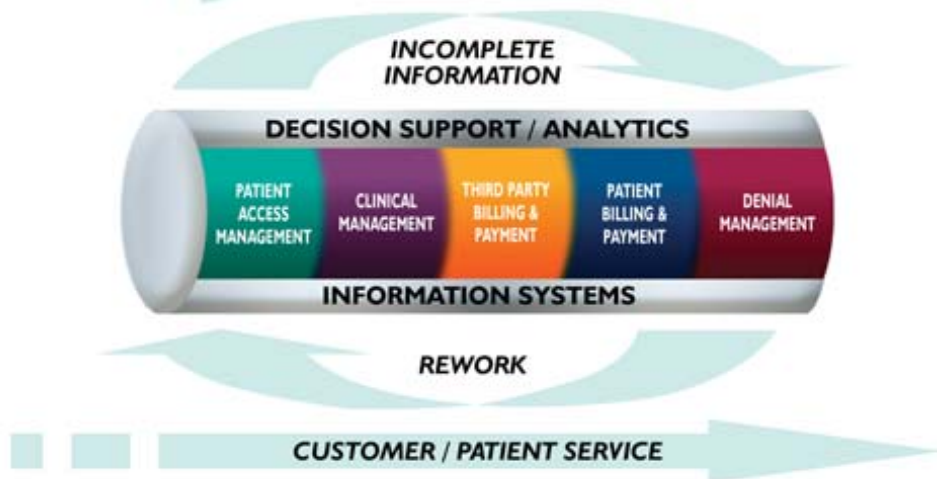 INCOMPLETE
INFORMATION
DECISION SUPPORT / ANALYTICS
PATIENT
ACCESS
MANAGEMENT
CLINICAL
MANAGEMENT
THIRD PARTY
BILLING &
PAYMENT
PATIENT
BILLING &
PAYMENT
DENIAL
MANAGEMENT
INFORMATION SYSTEMS
REWORK
CUSTOMER / PATIENT SERVICE